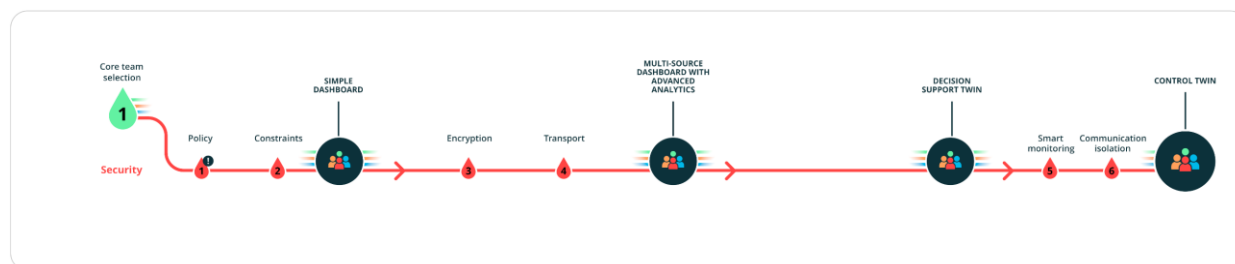 Core team
selection
1
Security
Policy
!
1
Constraints
2
SIMPLE
DASHBOARD
Encryption
3
Transport
4
MULTI-SOURCE
DASHBOARD WITH
ADVANCED
ANALYTICS
DECISION
SUPPORT TWIN
Smart
monitoring
5
Communication
isolation
6
CONTROL TWIN